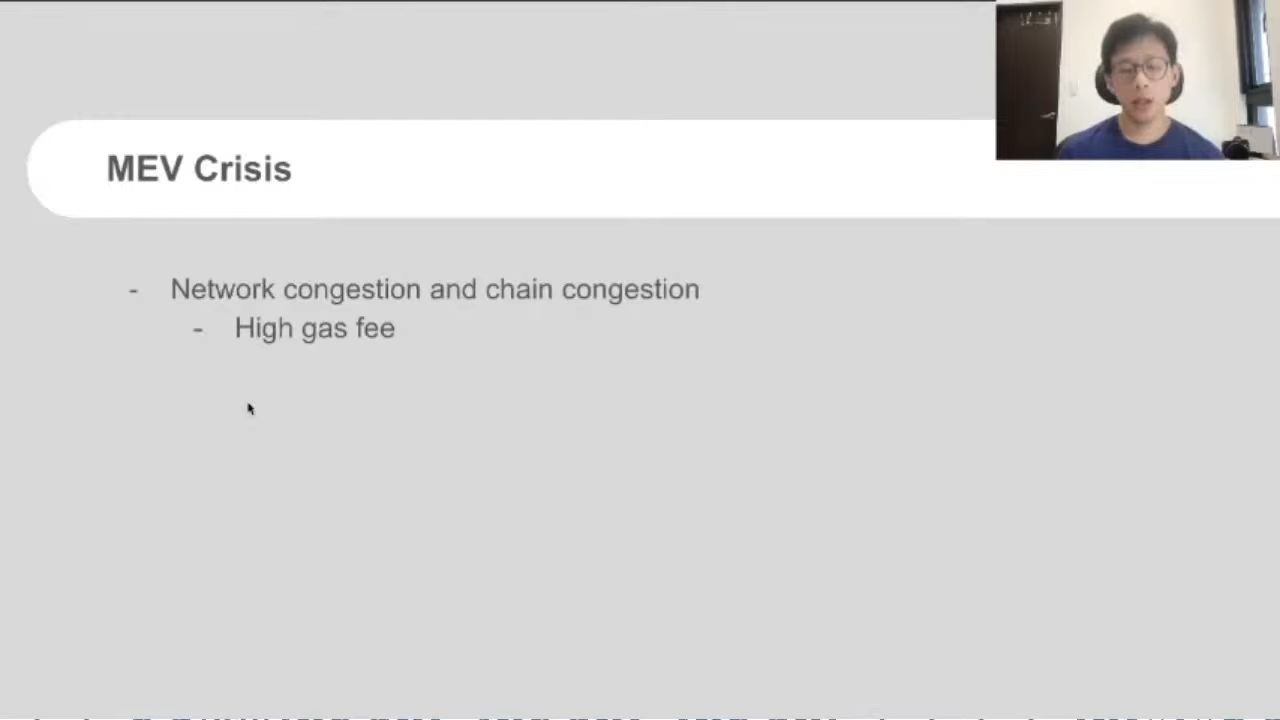 MEV Crisis
- Network congestion and chain congestion
- High gas fee